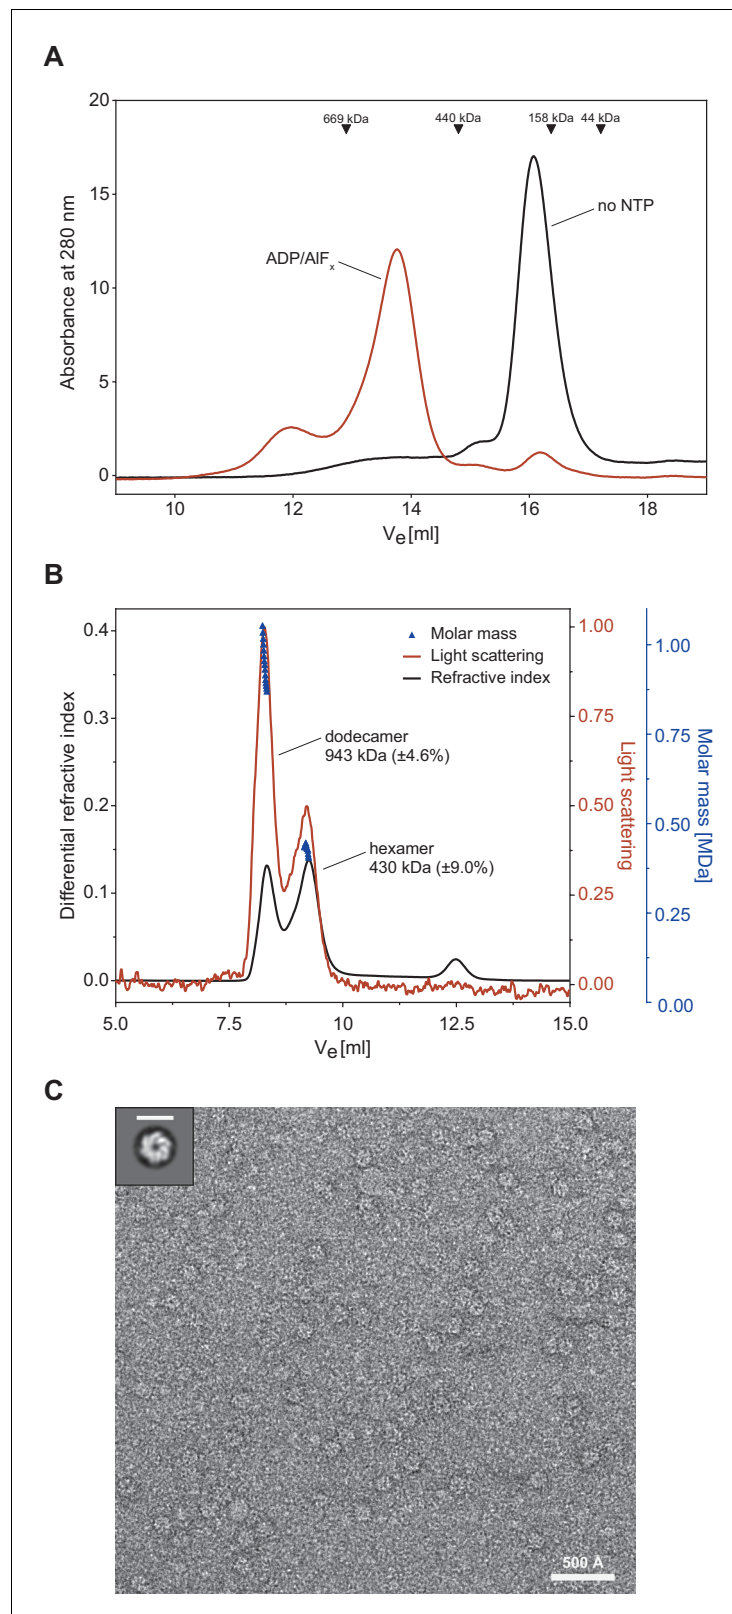 A
20
15
10
5
0
Absorbance at 280 nm
669 kDa 440 kDa 158 kDa 44 kDa
no NTP
ADP/AlFx
10 12 14 16 18
Ve [ml]
B
0.4
0.3
0.2
0.1
0.0
Differential refractive index
Molar mass
Light scattering
Refractive index
dodecamer
943 kDa (±4.6%)
hexamer
430 kDa (±9.0%)
1.00
0.75
0.50
0.25
0.00
Light scattering
1.00
0.75
0.50
0.25
0.00
Molar mass [MDa]
5.0 7.5 10 12.5 15.0
Ve [ml]
C
500 Å